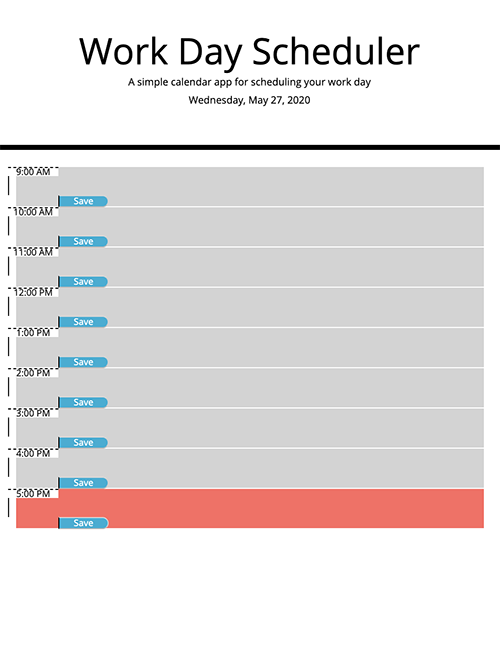 Work Day Scheduler
A simple calendar app for scheduling your work day
Wednesday, May 27, 2020
9:00 AM
Save
10:00 AM
Save
11:00 AM
Save
12:00 PM
Save
1:00 PM
Save
2:00 PM
Save
3:00 PM
Save
4:00 PM
Save
5:00 PM
Save